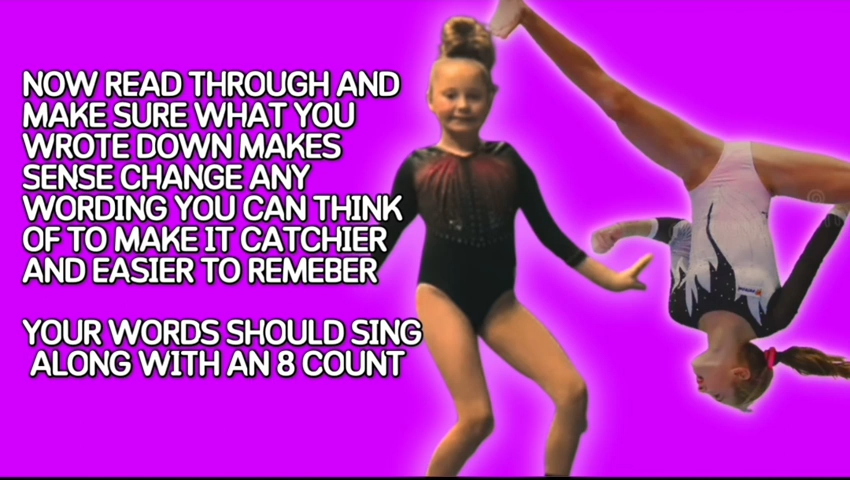 NOW READ THROUGH AND
MAKE SURE WHAT YOU
WROTE DOWN MAKES
SENSE CHANGE ANY
WORDING YOU CAN THINK
OF TO MAKE IT CATCHIER
AND EASIER TO REMEBER
YOUR WORDS SHOULD SING
ALONG WITH AN 8 COUNT